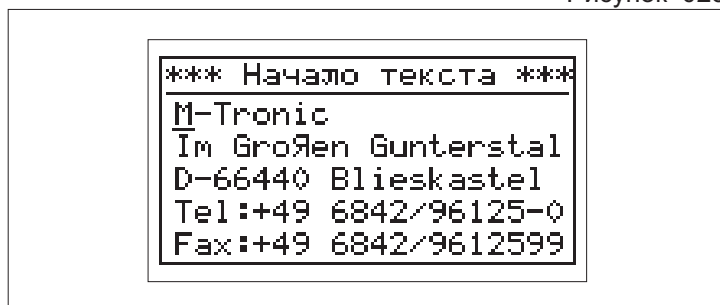 *** Начало текста ***
M-Tronic
Im GroЯen Gunterstal
D-66440 Blieskastel
Tel:+49 6842/96125-0
Fax:+49 6842/9612599